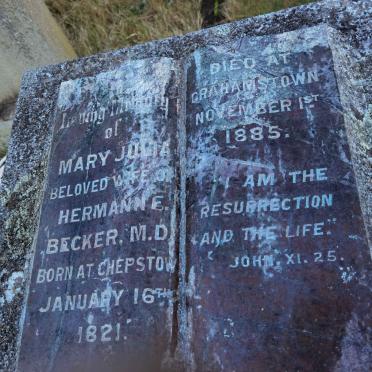 In loving memory
of
MARY JULIA
BELOVED WIFE OF
HERMANN E.
BECKER. M.D.
BORN AT CHEPSTOW
JANUARY 16TH
1821.
DIED AT
GRAHAMSTOWN
NOVEMBER 1ST
1885.
"I AM THE
RESURRECTION
AND THE LIFE."
JOHN. XI. 25.